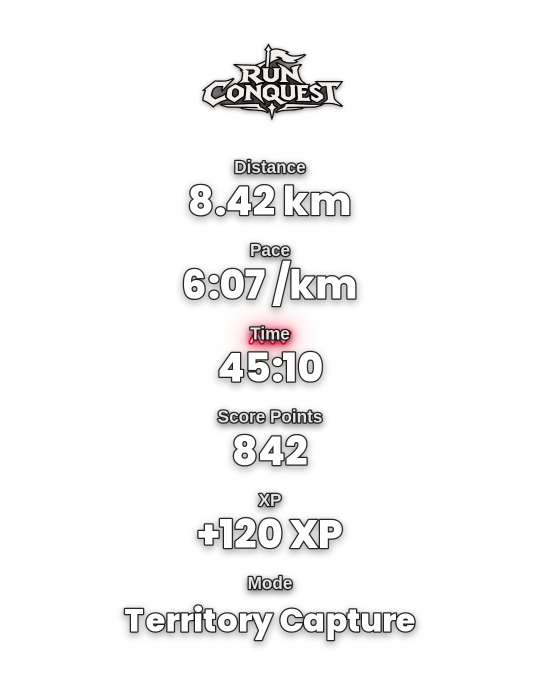 RUN
CONQUEST
Distance
8.42 km
Pace
6:07 /km
Time
45:10
Score Points
842
XP
+120 XP
Mode
Territory Capture